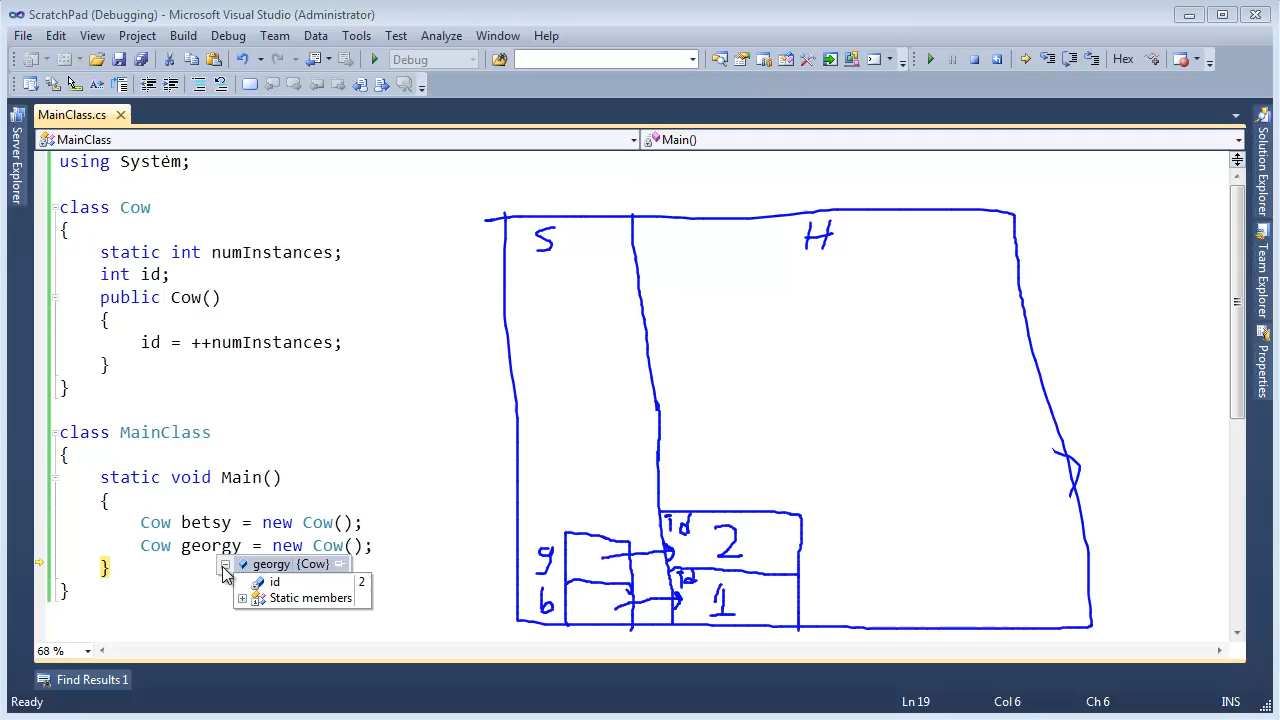 ScratchPad (Debugging) - Microsoft Visual Studio (Administrator)
File Edit View Project Build Debug Team Data Tools Test Analyze Window Help
Debug
Hex
MainClass.cs
MainClass
Main()
Server Explorer
Solution Explorer
Team Explorer
Properties
using System;
class Cow
{
static int numInstances;
int id;
public Cow()
{
id = ++numInstances;
}
}
class MainClass
{
static void Main()
{
Cow betsy = new Cow();
Cow georgy = new Cow();
}
}
georgy {Cow}
id 2
Static members
S H
id
g 2
id
b 1
68 %
Find Results 1
Ready Ln 19 Col 6 Ch 6 INS